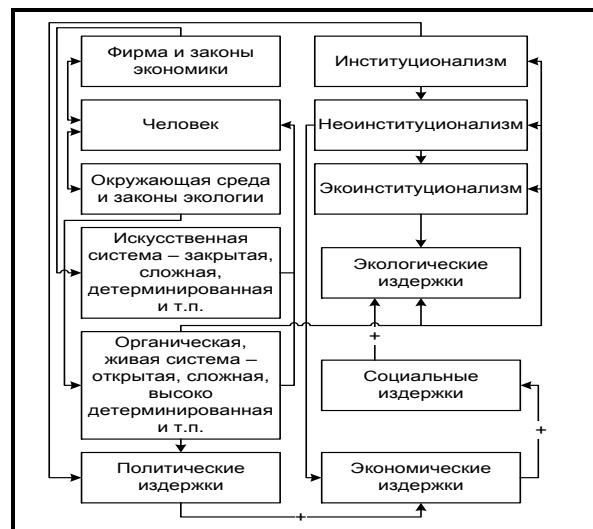 Фирма и законы
экономики
Человек
Окружающая среда
и законы экологии
Искусственная
система – закрытая,
сложная,
детерминированная
и т.п.
Органическая,
живая система –
открытая, сложная,
высоко
детерминированная
и т.п.
Политические
издержки
Институционализм
Неоинституционализм
Экоинституционализм
Экологические
издержки
+
Социальные
издержки
+
Экономические
издержки
+